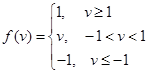 f(v) = { 1, v ≥ 1
v, −1 < v < 1
−1, v ≤ −1